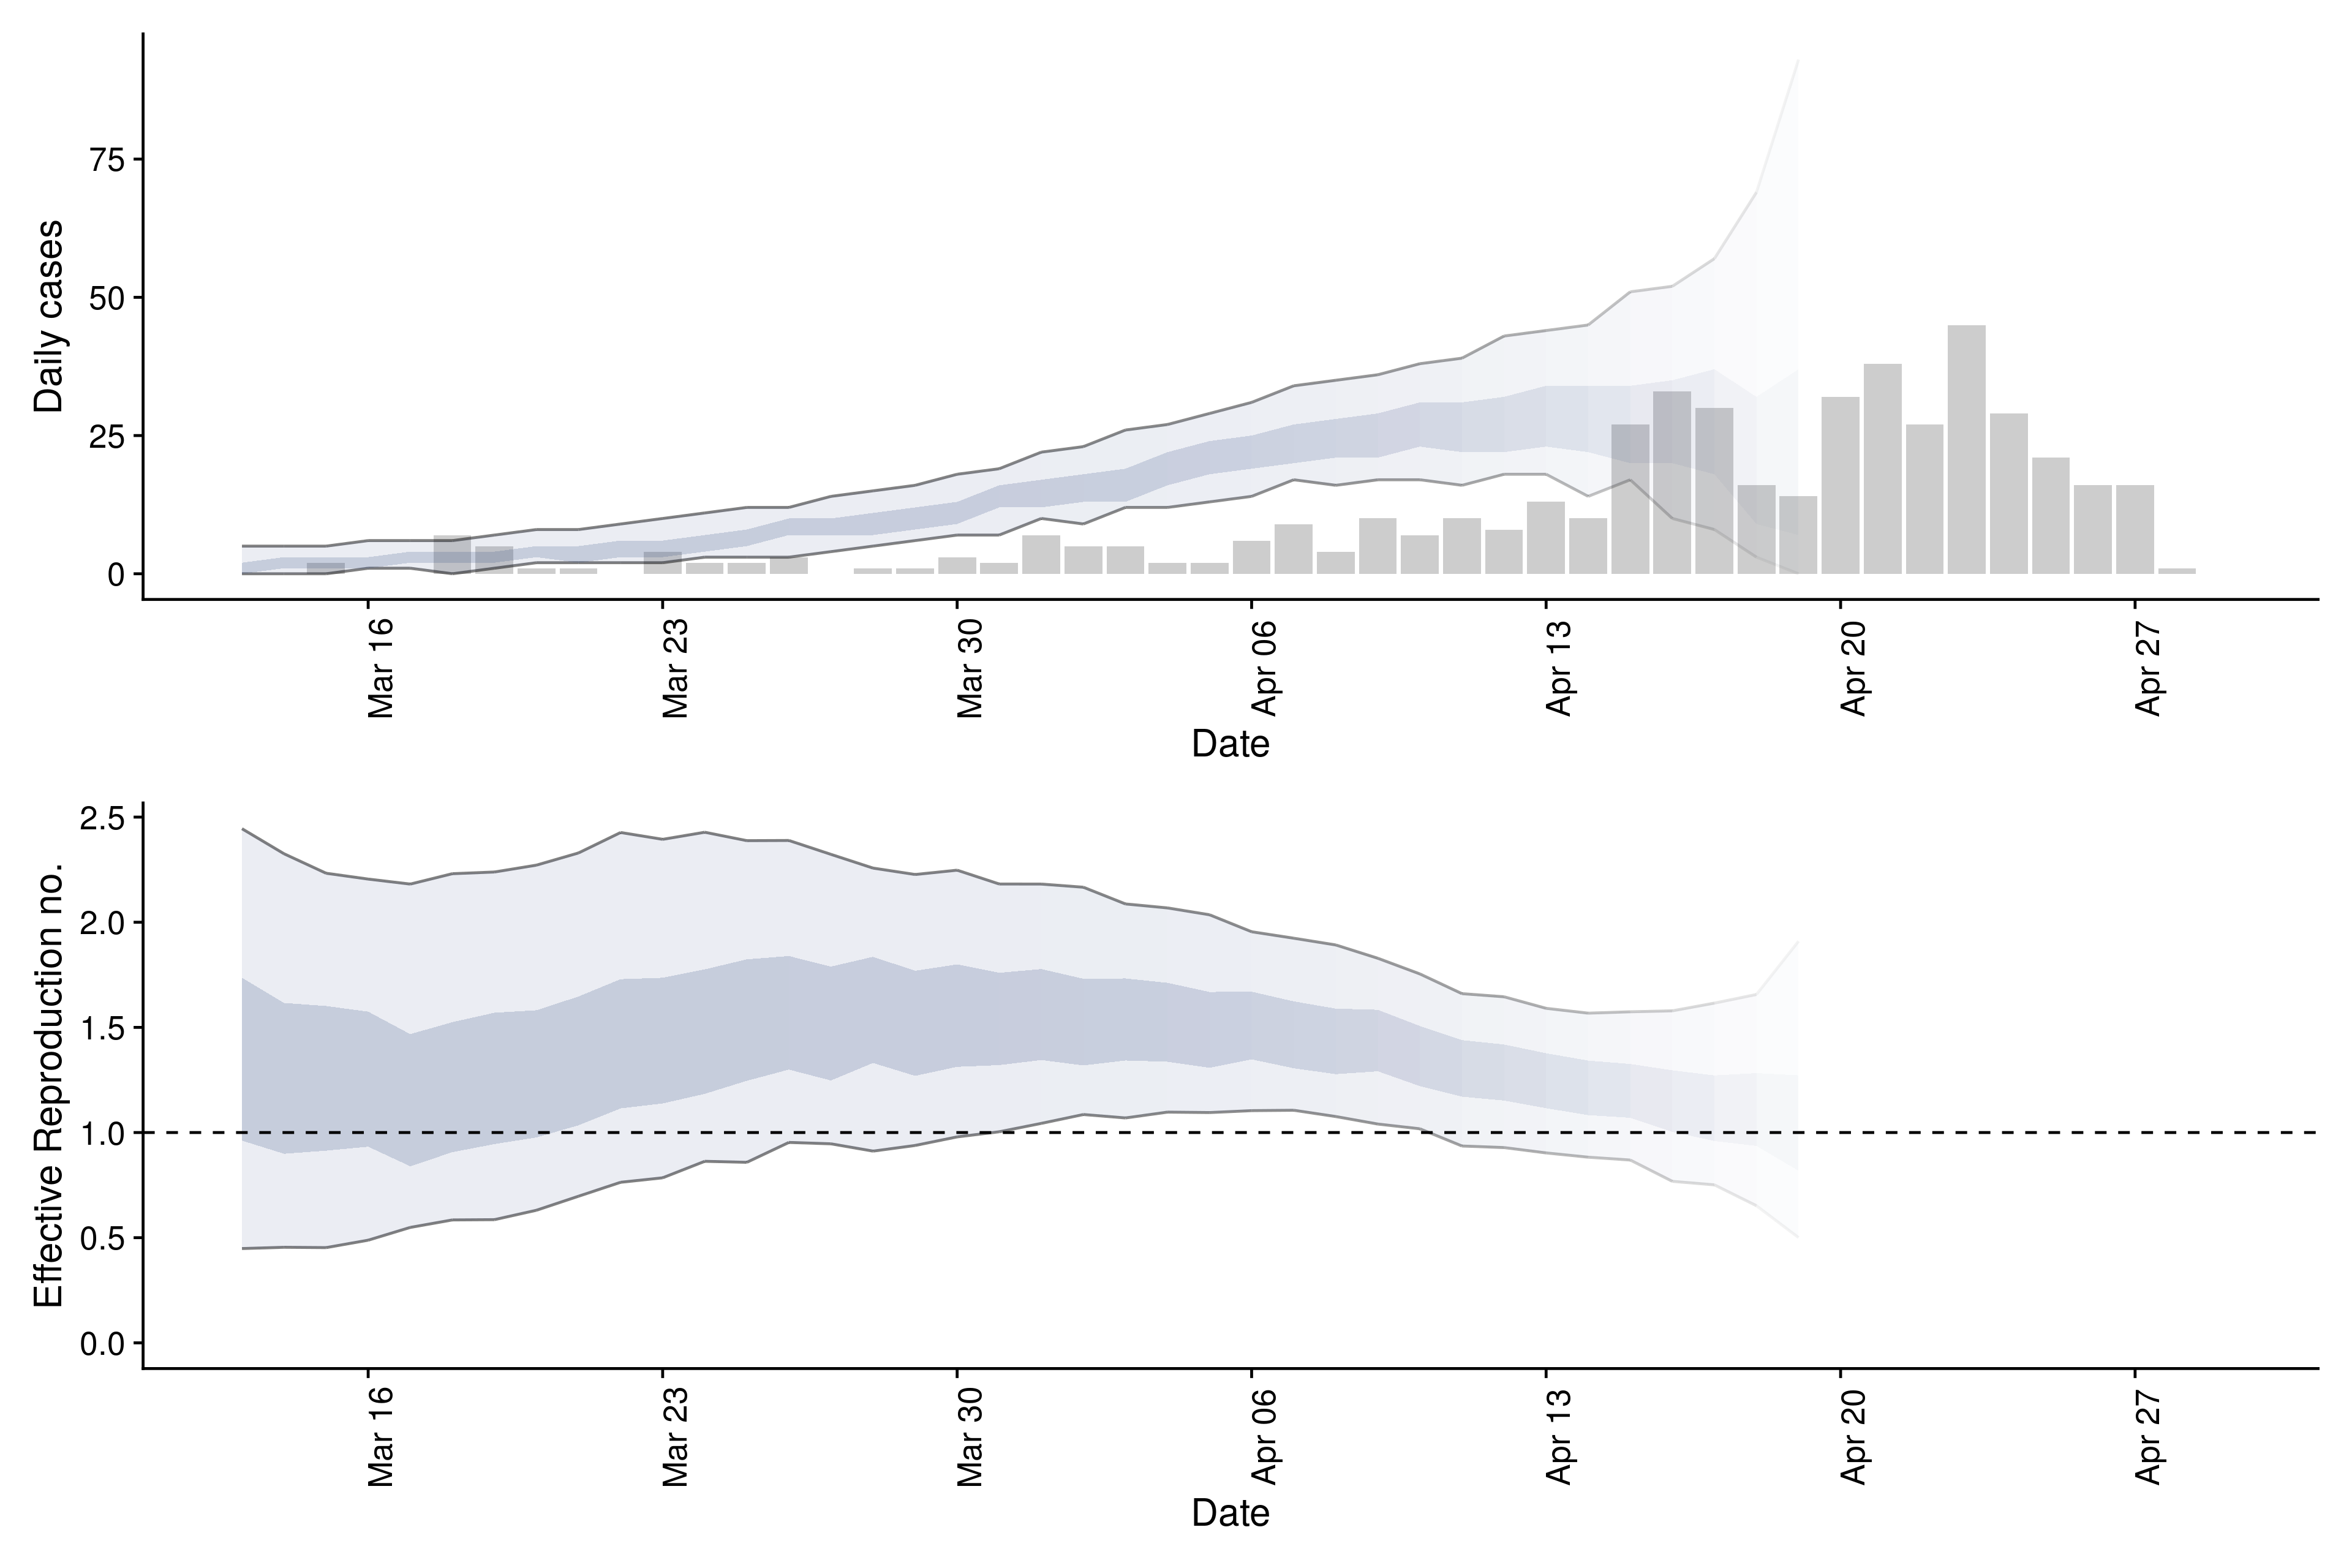 Daily cases
75
50
25
0
Mar 16
Mar 23
Mar 30
Apr 06
Apr 13
Apr 20
Apr 27
Date
Effective Reproduction no.
2.5
2.0
1.5
1.0
0.5
0.0
Mar 16
Mar 23
Mar 30
Apr 06
Apr 13
Apr 20
Apr 27
Date